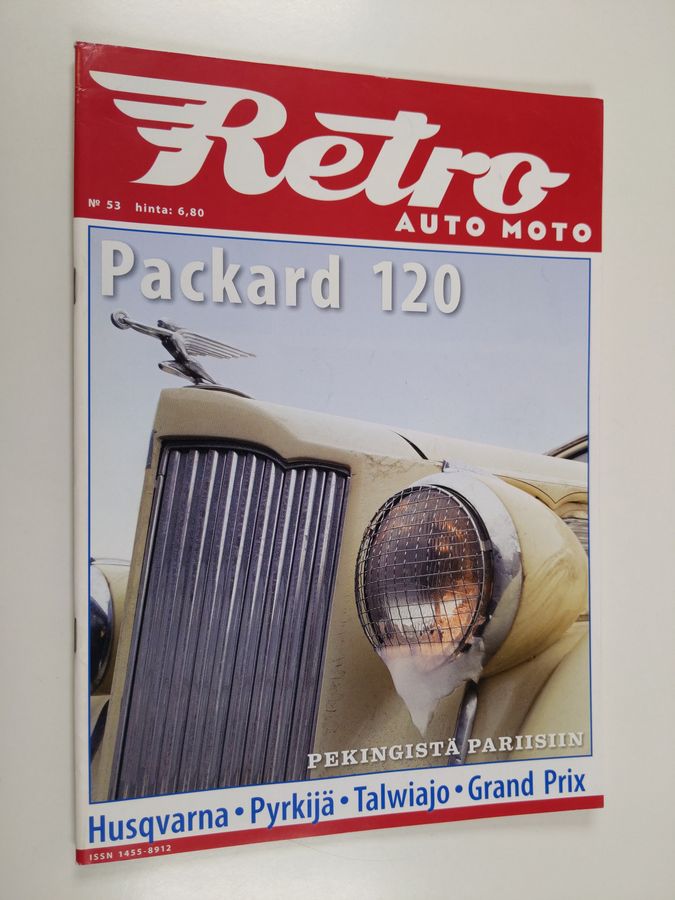 Retro
AUTO MOTO
Nº 53 hinta: 6,80
Packard 120
PEKINGISTÄ PARIISIIN
Husqvarna • Pyrkijä • Talwiajo • Grand Prix
ISSN 1455-8912